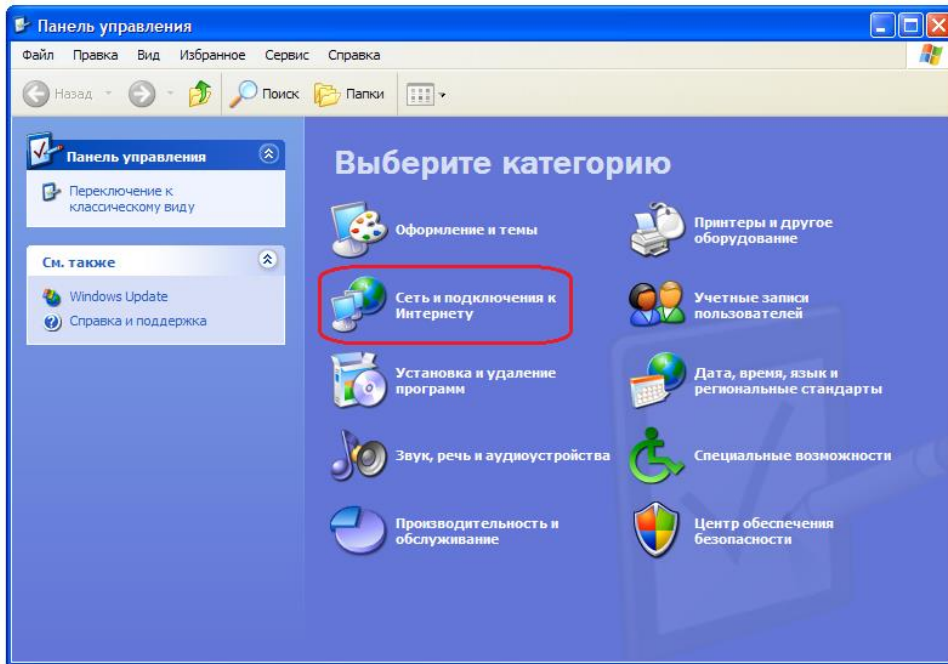 Панель управления
Файл Правка Вид Избранное Сервис Справка
Назад Поиск Папки
Панель управления
Переключение к
классическому виду
См. также
Windows Update
Справка и поддержка
Выберите категорию
Оформление и темы
Принтеры и другое
оборудование
Сеть и подключения к
Интернету
Учетные записи
пользователей
Установка и удаление
программ
Дата, время, язык и
региональные стандарты
Звук, речь и аудиоустройства
Специальные возможности
Производительность и
обслуживание
Центр обеспечения
безопасности